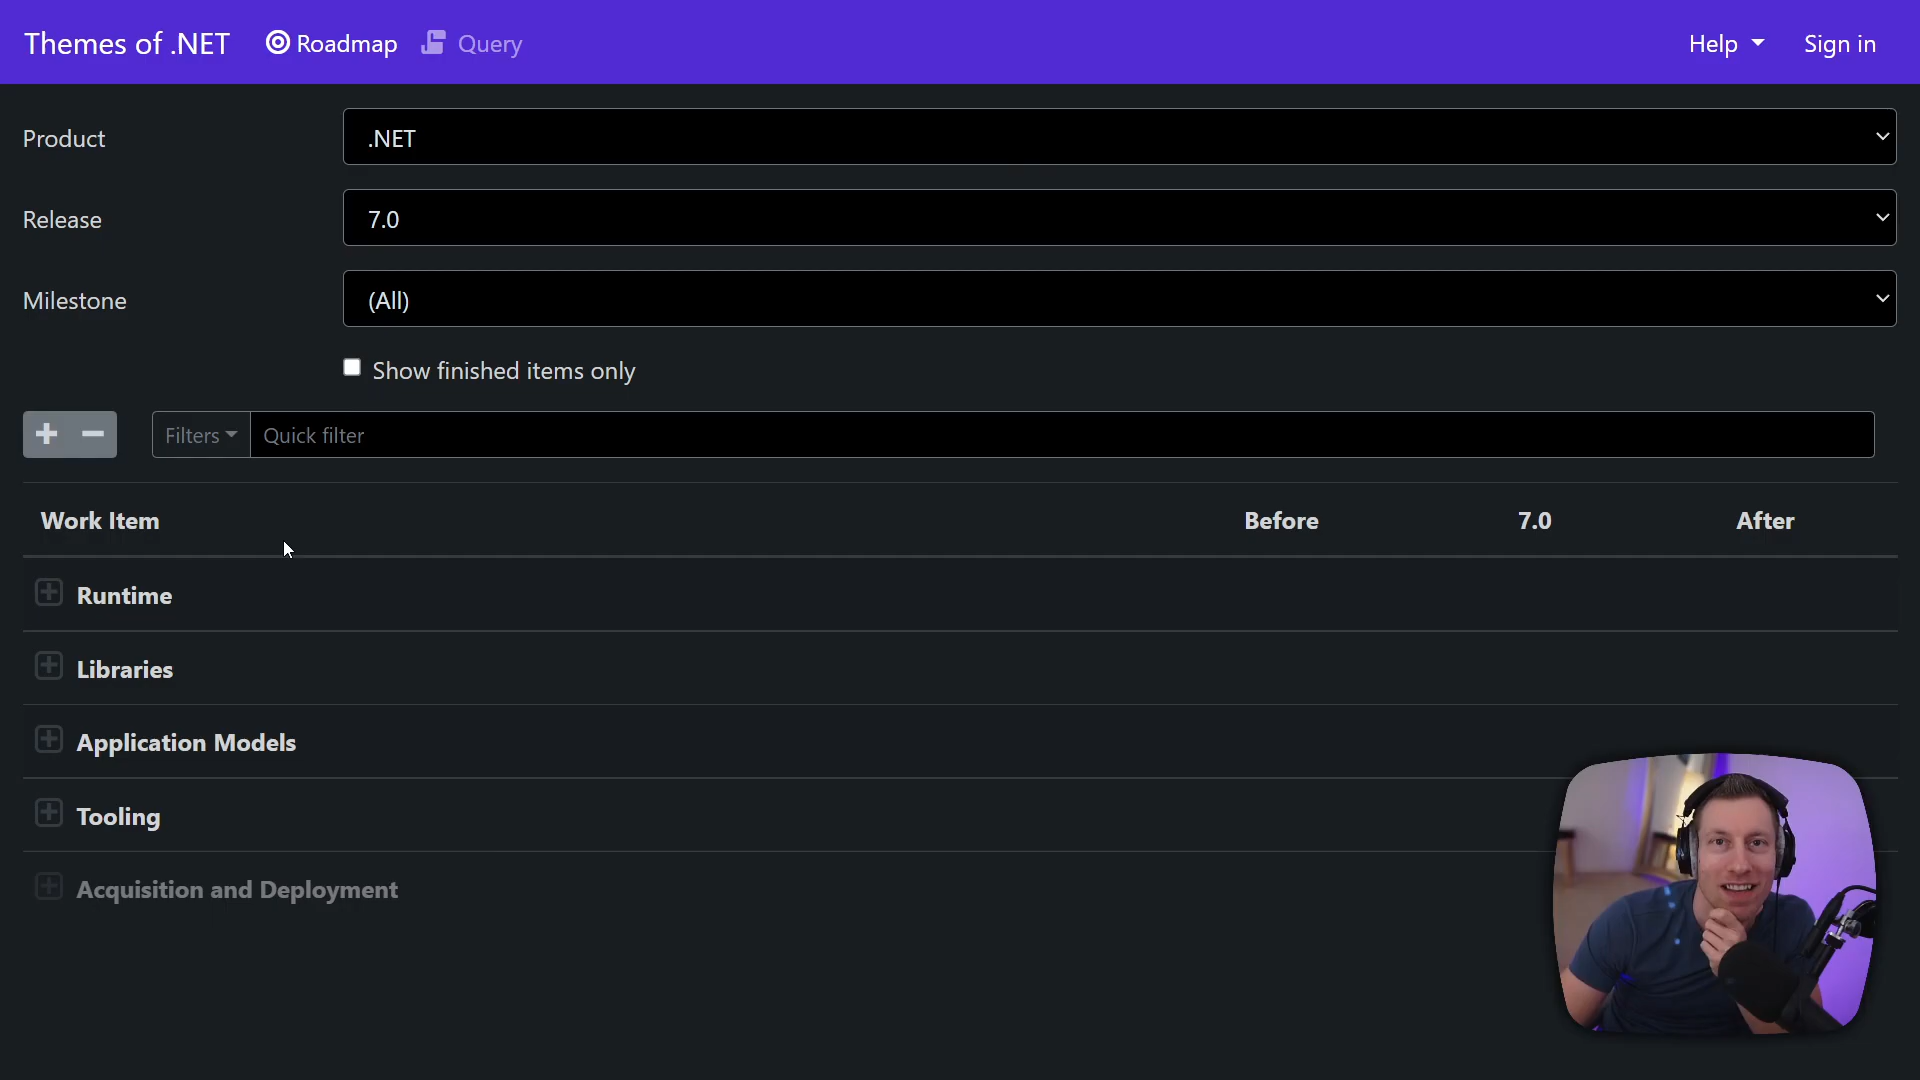 Themes of .NET Roadmap Query Help Sign in
Product .NET
Release 7.0
Milestone (All)
Show finished items only
Filters Quick filter
Work Item Before 7.0 After
Runtime
Libraries
Application Models
Tooling
Acquisition and Deployment